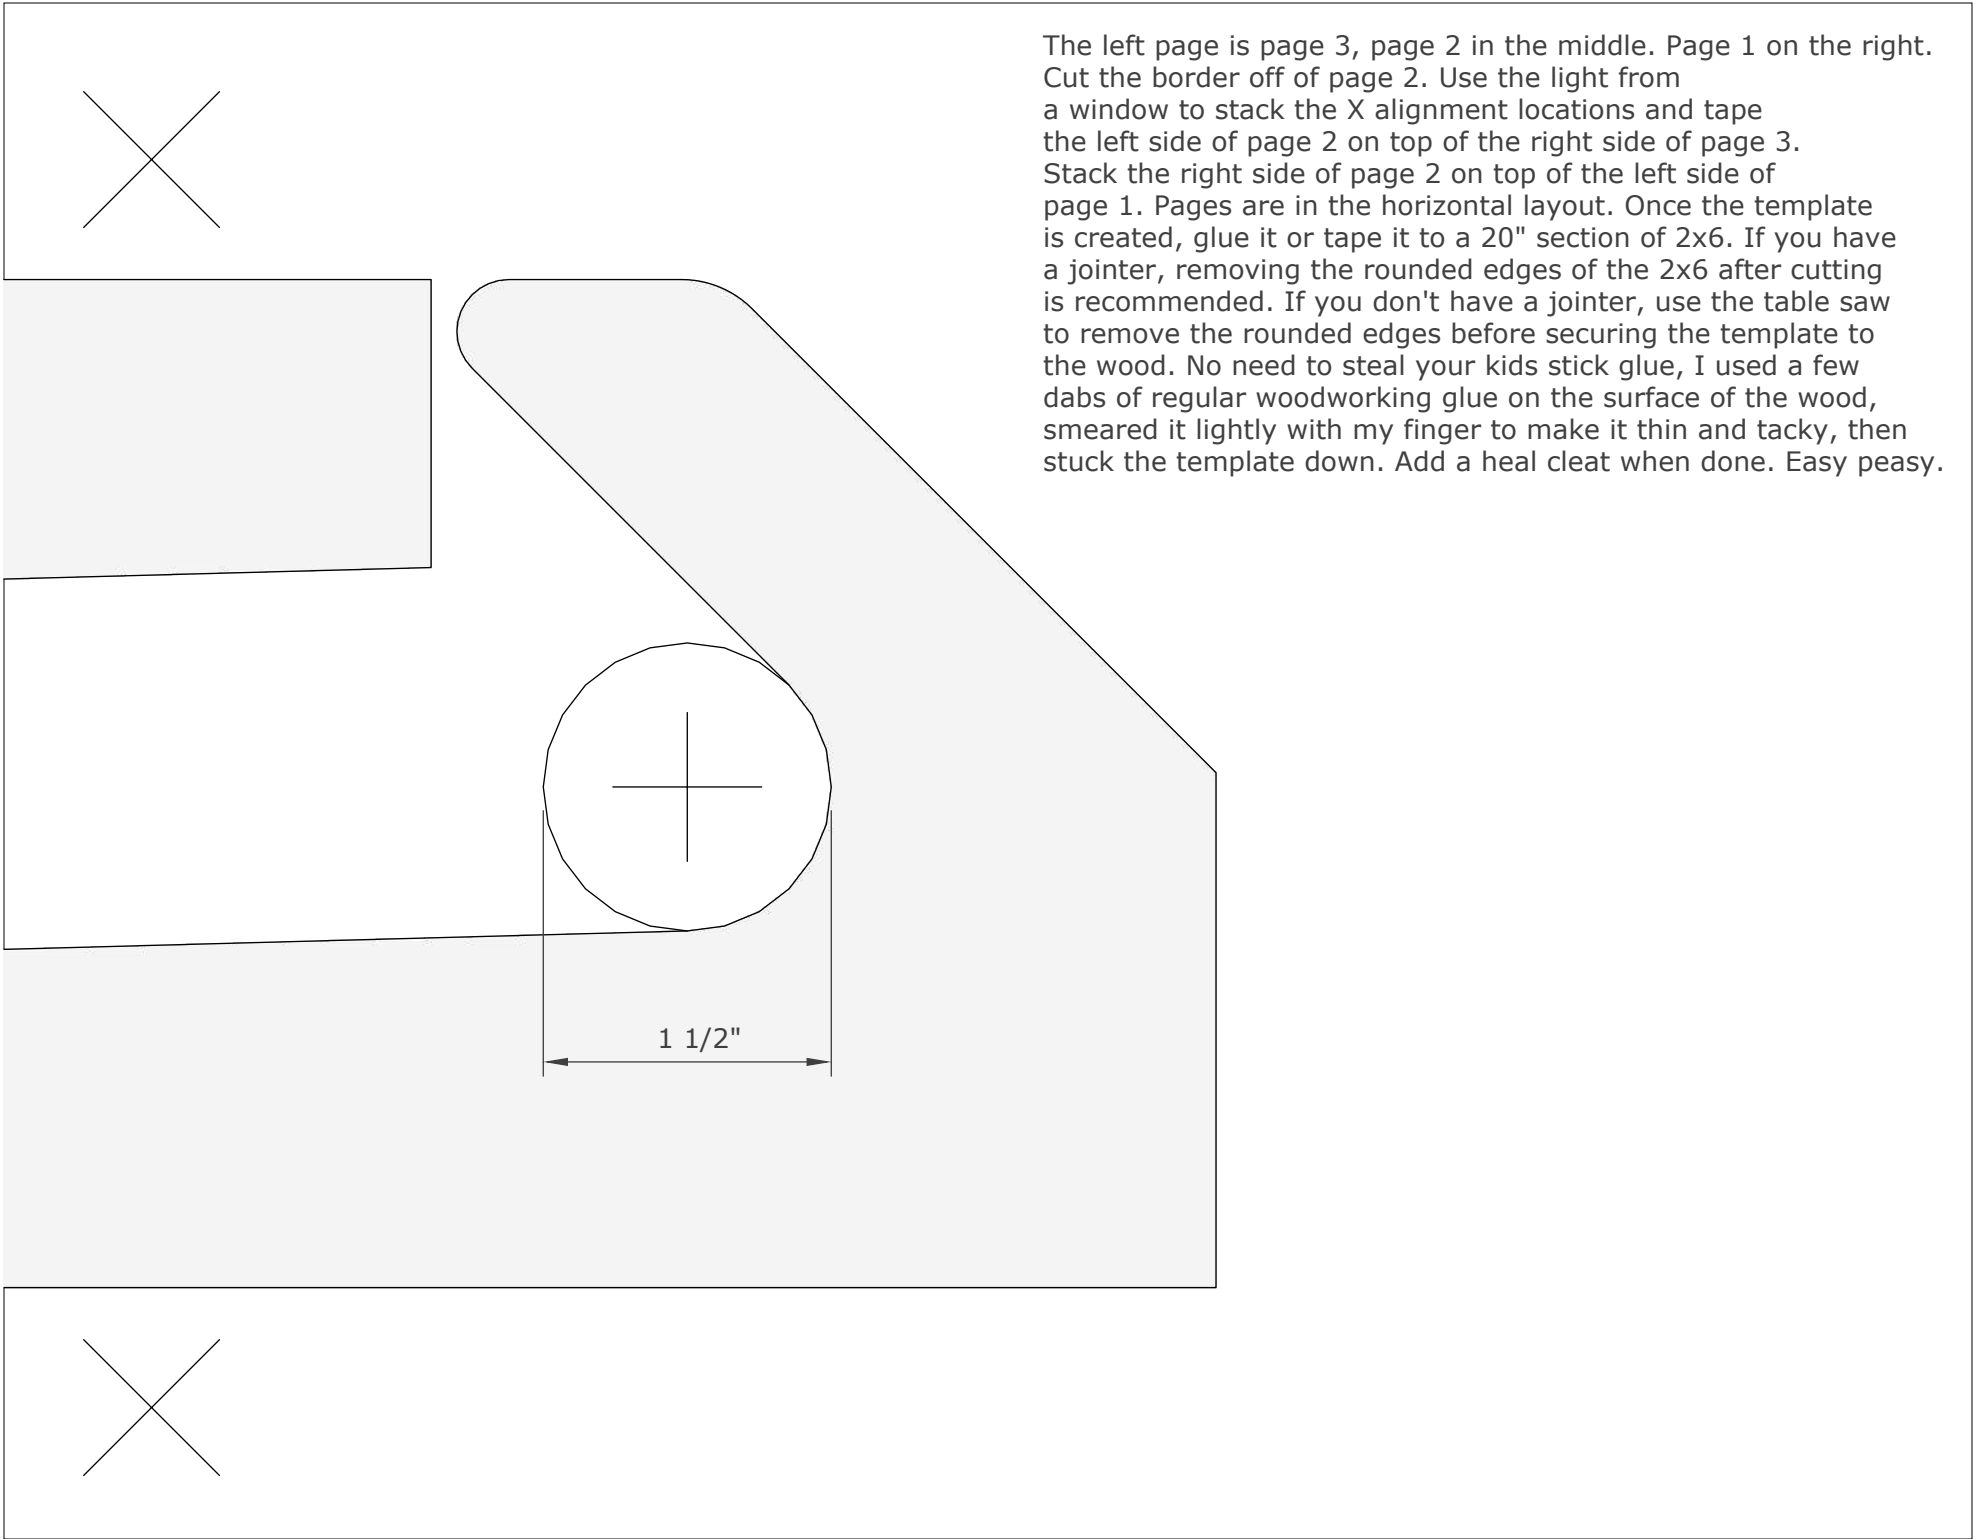 The left page is page 3, page 2 in the middle. Page 1 on the right.
Cut the border off of page 2. Use the light from
a window to stack the X alignment locations and tape
the left side of page 2 on top of the right side of page 3.
Stack the right side of page 2 on top of the left side of
page 1. Pages are in the horizontal layout. Once the template
is created, glue it or tape it to a 20" section of 2x6. If you have
a jointer, removing the rounded edges of the 2x6 after cutting
is recommended. If you don't have a jointer, use the table saw
to remove the rounded edges before securing the template to
the wood. No need to steal your kids stick glue, I used a few
dabs of regular woodworking glue on the surface of the wood,
smeared it lightly with my finger to make it thin and tacky, then
stuck the template down. Add a heal cleat when done. Easy peasy.
1 1/2"